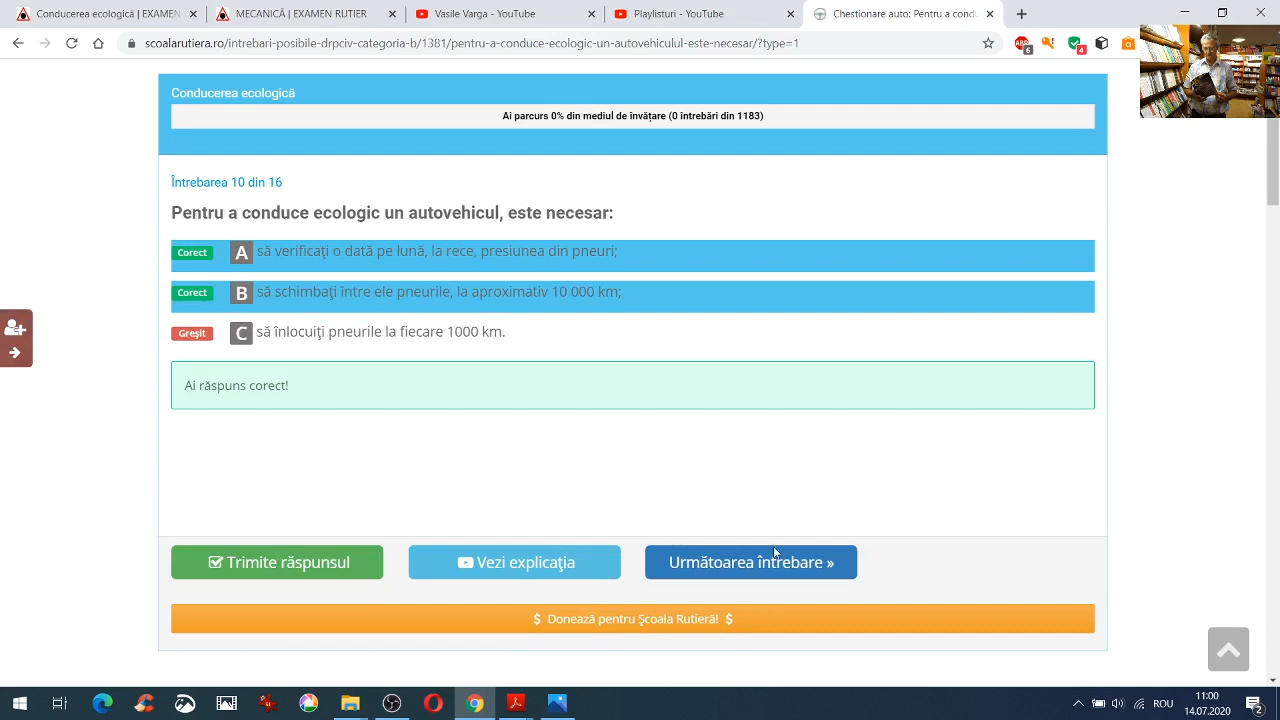 Conducerea ecologică | EXAMEN
MECANICĂ | EXAMEN RUTIER
Vasile Varga - YouTube
Playlisturi - YouTube
Chestionare auto: Pentru a condu
scoalarutiera.ro/intrebari-posibile-drpciv-categoria-b/1387/pentru-a-conduce-ecologic-un-autovehiculul-este-necesar/?type=1
ABP
6
4
a
Conducerea ecologică
Ai parcurs 0% din mediul de învățare (0 întrebări din 1183)
Întrebarea 10 din 16
Pentru a conduce ecologic un autovehicul, este necesar:
Corect A să verificați o dată pe lună, la rece, presiunea din pneuri;
Corect B să schimbați între ele pneurile, la aproximativ 10 000 km;
Greșit C să înlocuiți pneurile la fiecare 1000 km.
Ai răspuns corect!
Trimite răspunsul
Vezi explicația
Următoarea întrebare »
$ Donează pentru Școala Rutieră! $
11:00
ROU
14.07.2020
2